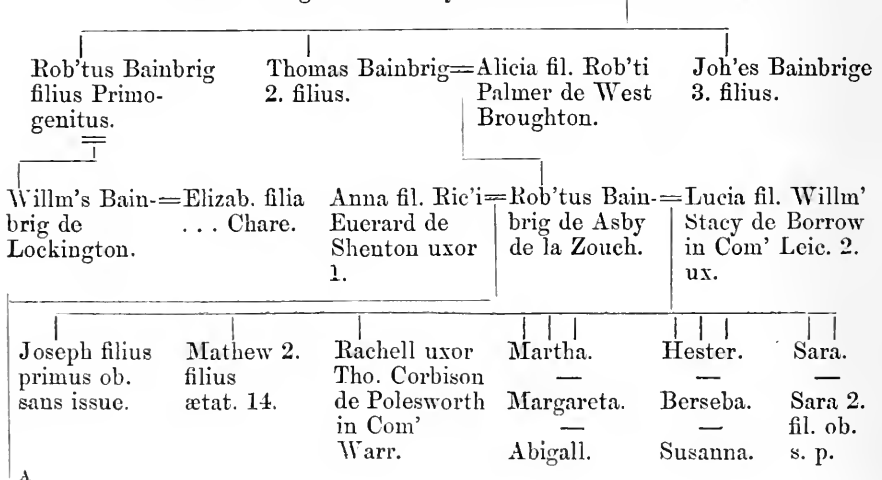 Rob'tus Bainbrig
filius Primo-
genitus.
Thomas Bainbrig=
2. filius.
Alicia fil. Rob'ti
Palmer de West
Broughton.
Joh'es Bainbrige
3. filius.
Willm's Bain-
brig de
Lockington.
=Elizab. filia
. . . Chare.
Anna fil. Ric'i
Euerard de
Shenton uxor
1.
=Rob'tus Bain-
brig de Asby
de la Zouch.
=Lucia fil. Willm'
Stacy de Borrow
in Com' Leic. 2.
ux.
Joseph filius
primus ob.
sans issue.
Mathew 2.
filius
ætat. 14.
Rachell uxor
Tho. Corbison
de Polesworth
in Com'
Warr.
Martha.
—
Margareta.
—
Abigall.
Hester.
—
Berseba.
—
Susanna.
Sara.
—
Sara 2.
fil. ob.
s. p.
A